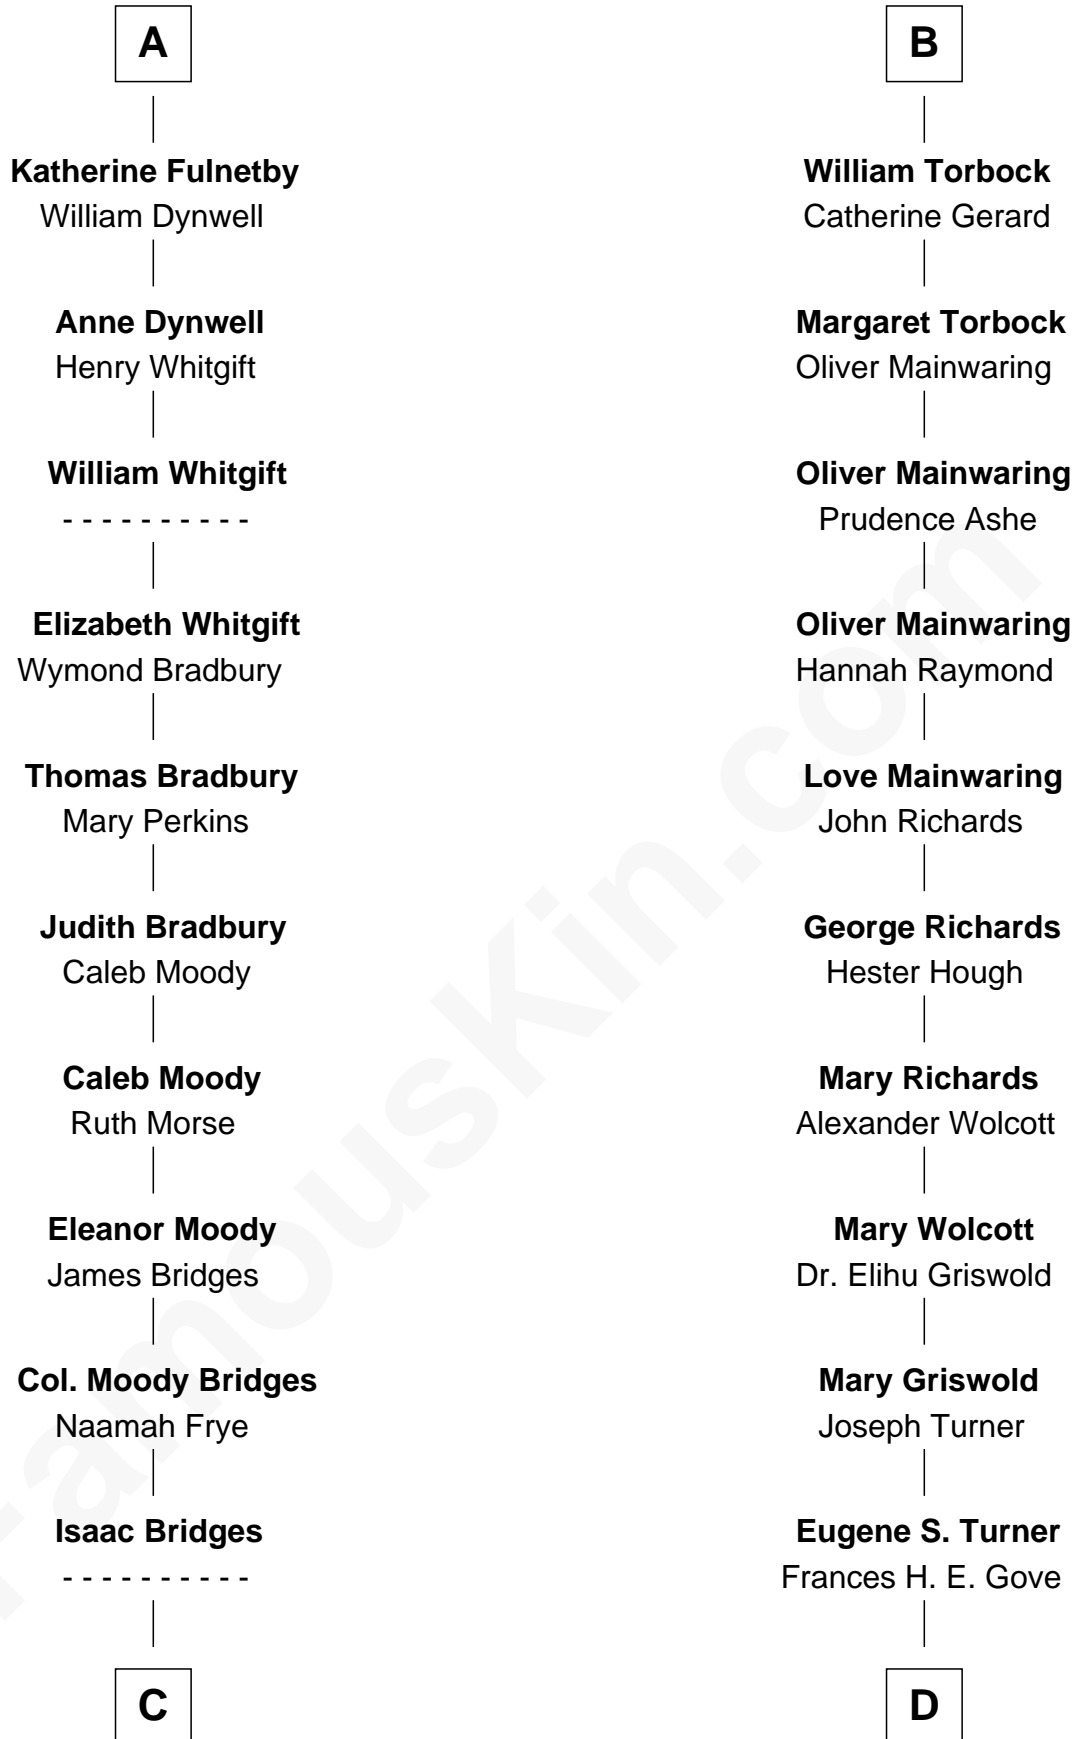 A
Katherine Fulnetby
William Dynwell
Anne Dynwell
Henry Whitgift
William Whitgift
- - - - - - - - - -
Elizabeth Whitgift
Wymond Bradbury
Thomas Bradbury
Mary Perkins
Judith Bradbury
Caleb Moody
Caleb Moody
Ruth Morse
Eleanor Moody
James Bridges
Col. Moody Bridges
Naamah Frye
Isaac Bridges
- - - - - - - - - -
C
B
William Torbock
Catherine Gerard
Margaret Torbock
Oliver Mainwaring
Oliver Mainwaring
Prudence Ashe
Oliver Mainwaring
Hannah Raymond
Love Mainwaring
John Richards
George Richards
Hester Hough
Mary Richards
Alexander Wolcott
Mary Wolcott
Dr. Elihu Griswold
Mary Griswold
Joseph Turner
Eugene S. Turner
Frances H. E. Gove
D
FamousKin.com